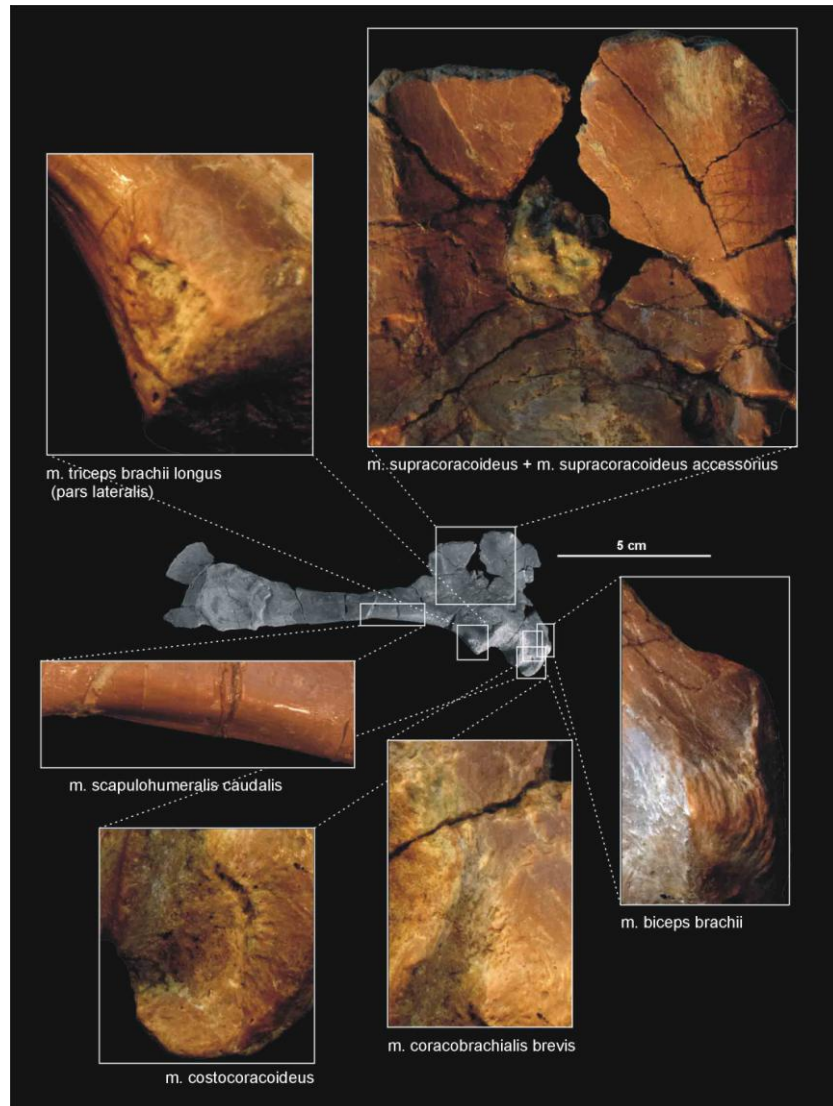 m. triceps brachii longus
(pars lateralis)
m. supracoracoideus + m. supracoracoideus accessorius
5 cm
m. scapulohumeralis caudalis
m. biceps brachii
m. coracobrachialis brevis
m. costocoracoideus